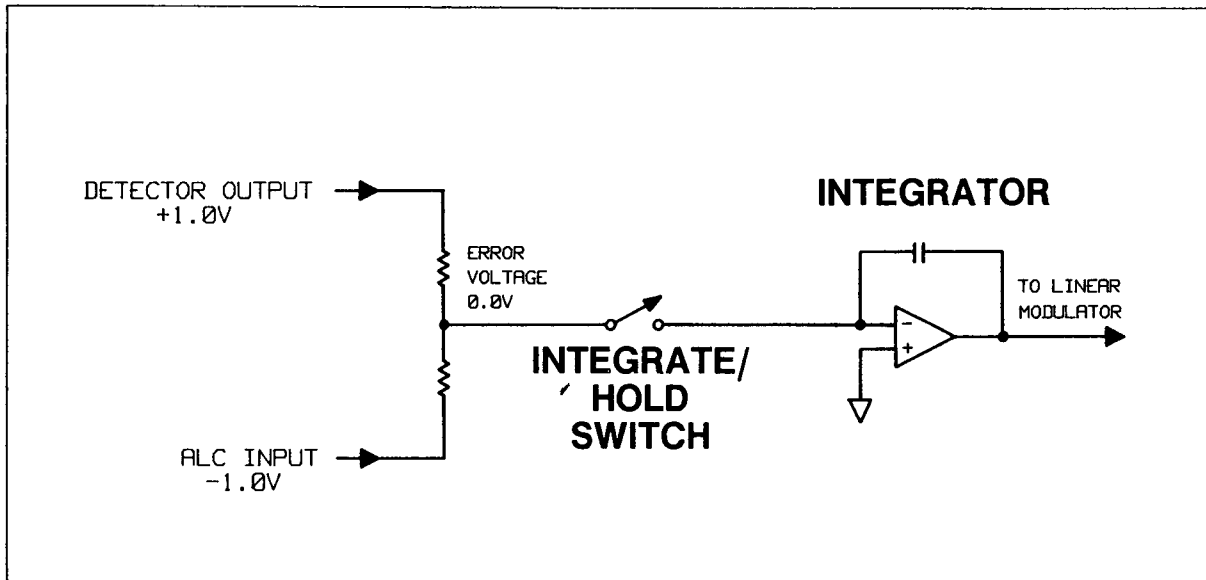 DETECTOR OUTPUT
+1.0V
ERROR
VOLTAGE
0.0V
ALC INPUT
-1.0V
INTEGRATE/
HOLD
SWITCH
INTEGRATOR
-
+
TO LINEAR
MODULATOR